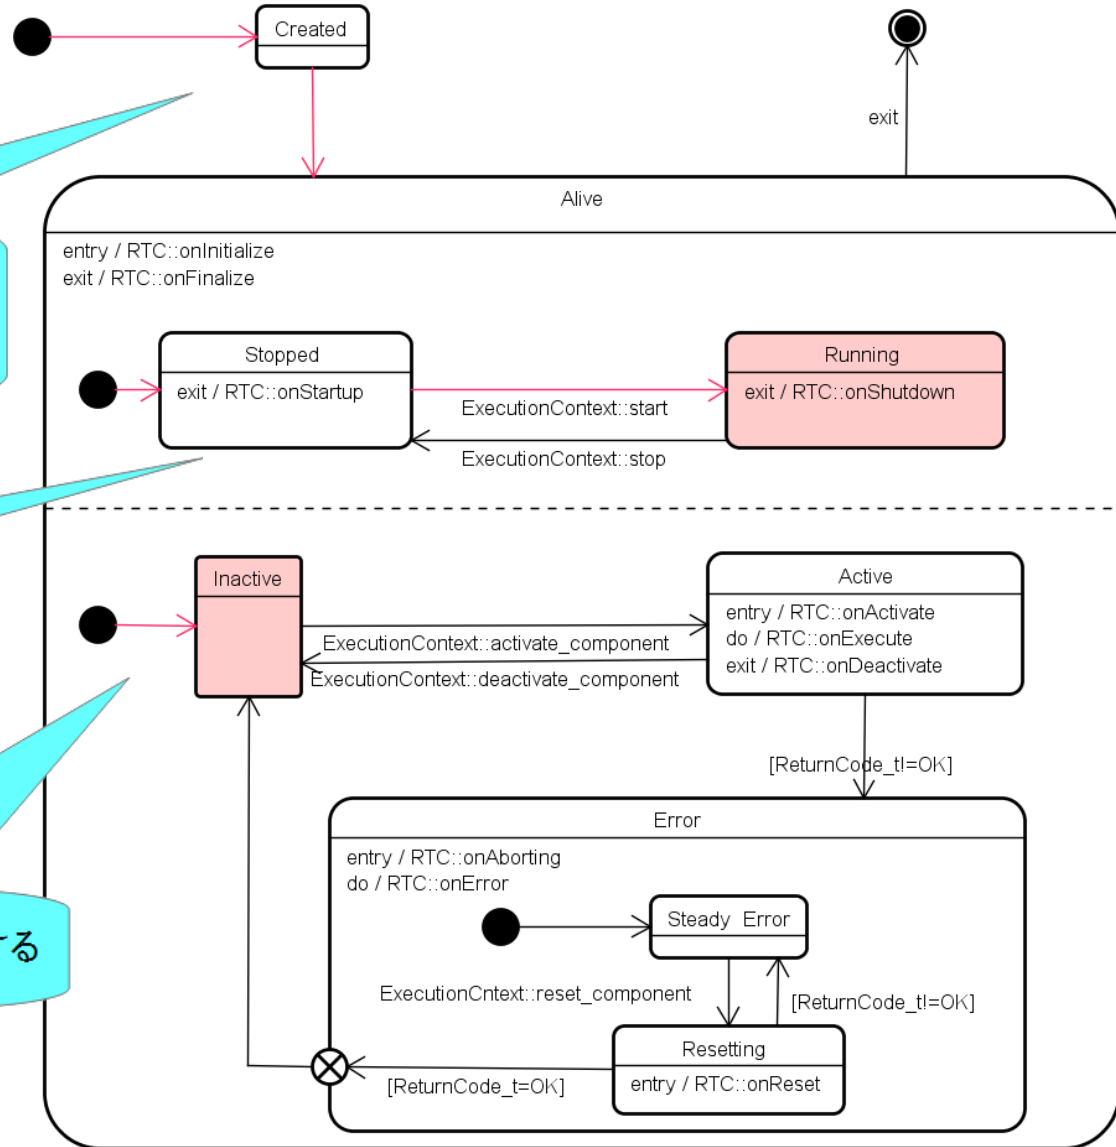 Created
exit
Alive
entry / RTC::onInitialize
exit / RTC::onFinalize
Stopped
exit / RTC::onStartup
Running
exit / RTC::onShutdown
ExecutionContext::start
ExecutionContext::stop
Inactive
Active
entry / RTC::onActivate
do / RTC::onExecute
exit / RTC::onDeactivate
ExecutionContext::activate_component
ExecutionContext::deactivate_component
[ReturnCode_t!=OK]
Error
entry / RTC::onAborting
do / RTC::onError
Steady Error
ExecutionCntext::reset_component
[ReturnCode_t!=OK]
Resetting
entry / RTC::onReset
[ReturnCode_t=OK]
る